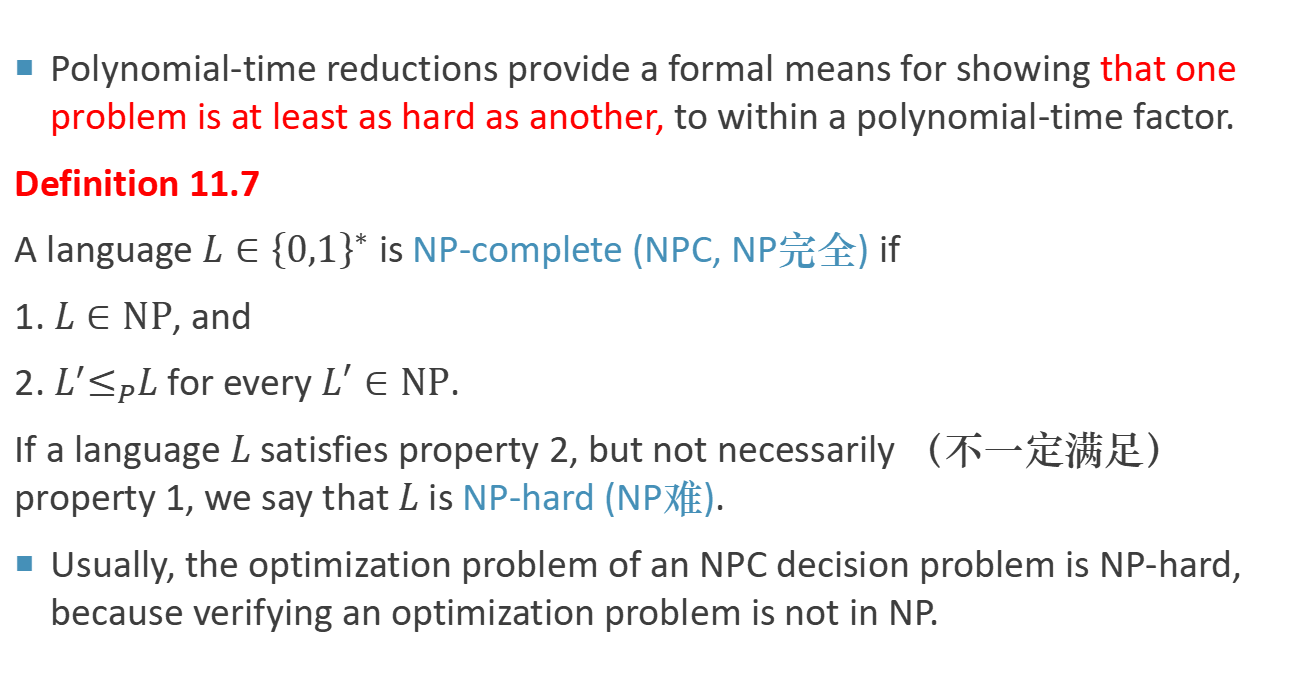 ▪ Polynomial-time reductions provide a formal means for showing that one
problem is at least as hard as another, to within a polynomial-time factor.
Definition 11.7
A language 𝐿 ∈ {0,1}* is NP-complete (NPC, NP完全) if
1. 𝐿 ∈ NP, and
2. 𝐿′≤ₚ𝐿 for every 𝐿′ ∈ NP.
If a language 𝐿 satisfies property 2, but not necessarily （不一定满足）
property 1, we say that 𝐿 is NP-hard (NP难).
▪ Usually, the optimization problem of an NPC decision problem is NP-hard,
because verifying an optimization problem is not in NP.